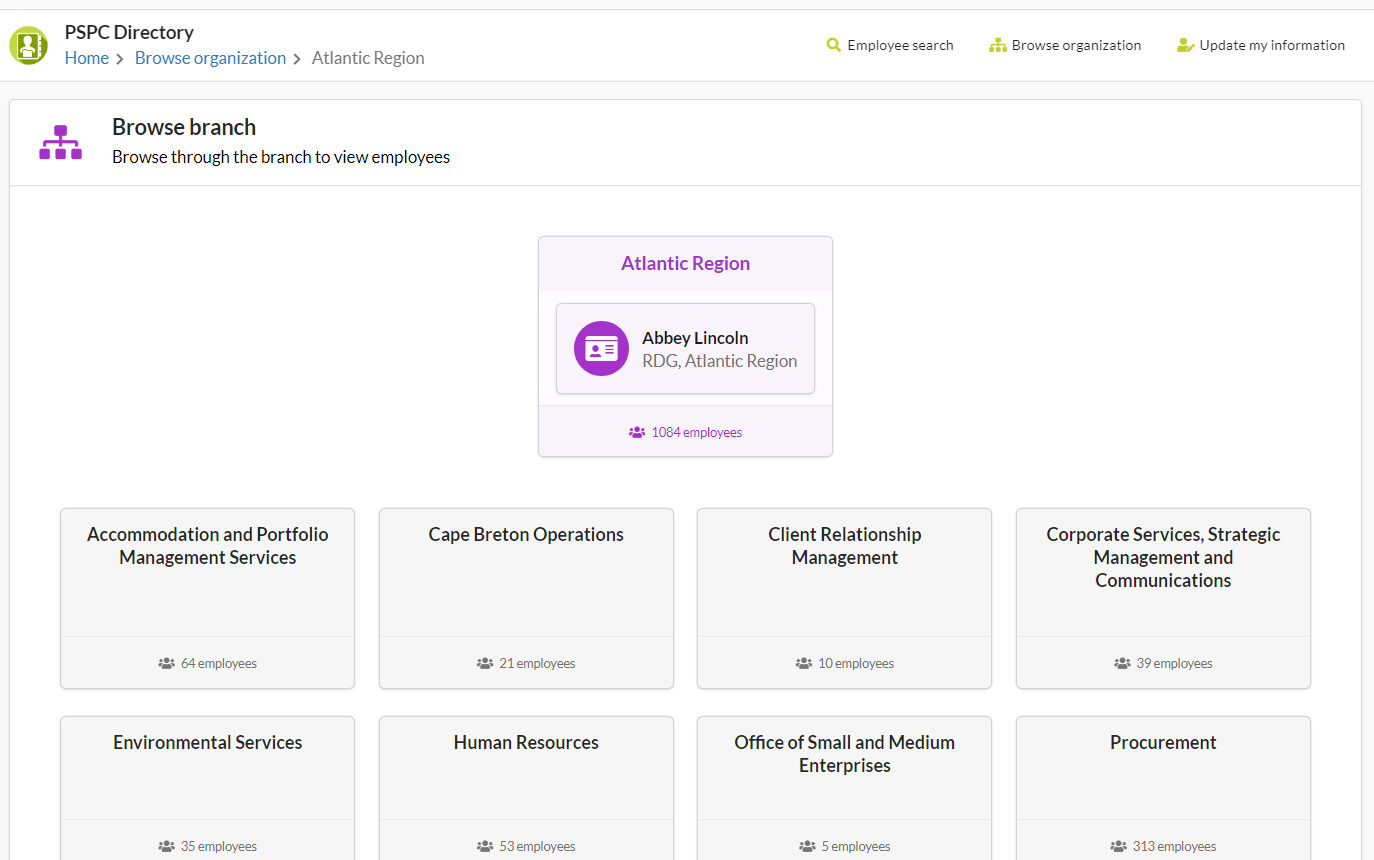 PSPC Directory
Home > Browse organization > Atlantic Region
Employee search
Browse organization
Update my information
Browse branch
Browse through the branch to view employees
Atlantic Region
Abbey Lincoln
RDG, Atlantic Region
1084 employees
Accommodation and Portfolio
Management Services
64 employees
Cape Breton Operations
21 employees
Client Relationship
Management
10 employees
Corporate Services, Strategic
Management and
Communications
39 employees
Environmental Services
35 employees
Human Resources
53 employees
Office of Small and Medium
Enterprises
5 employees
Procurement
313 employees